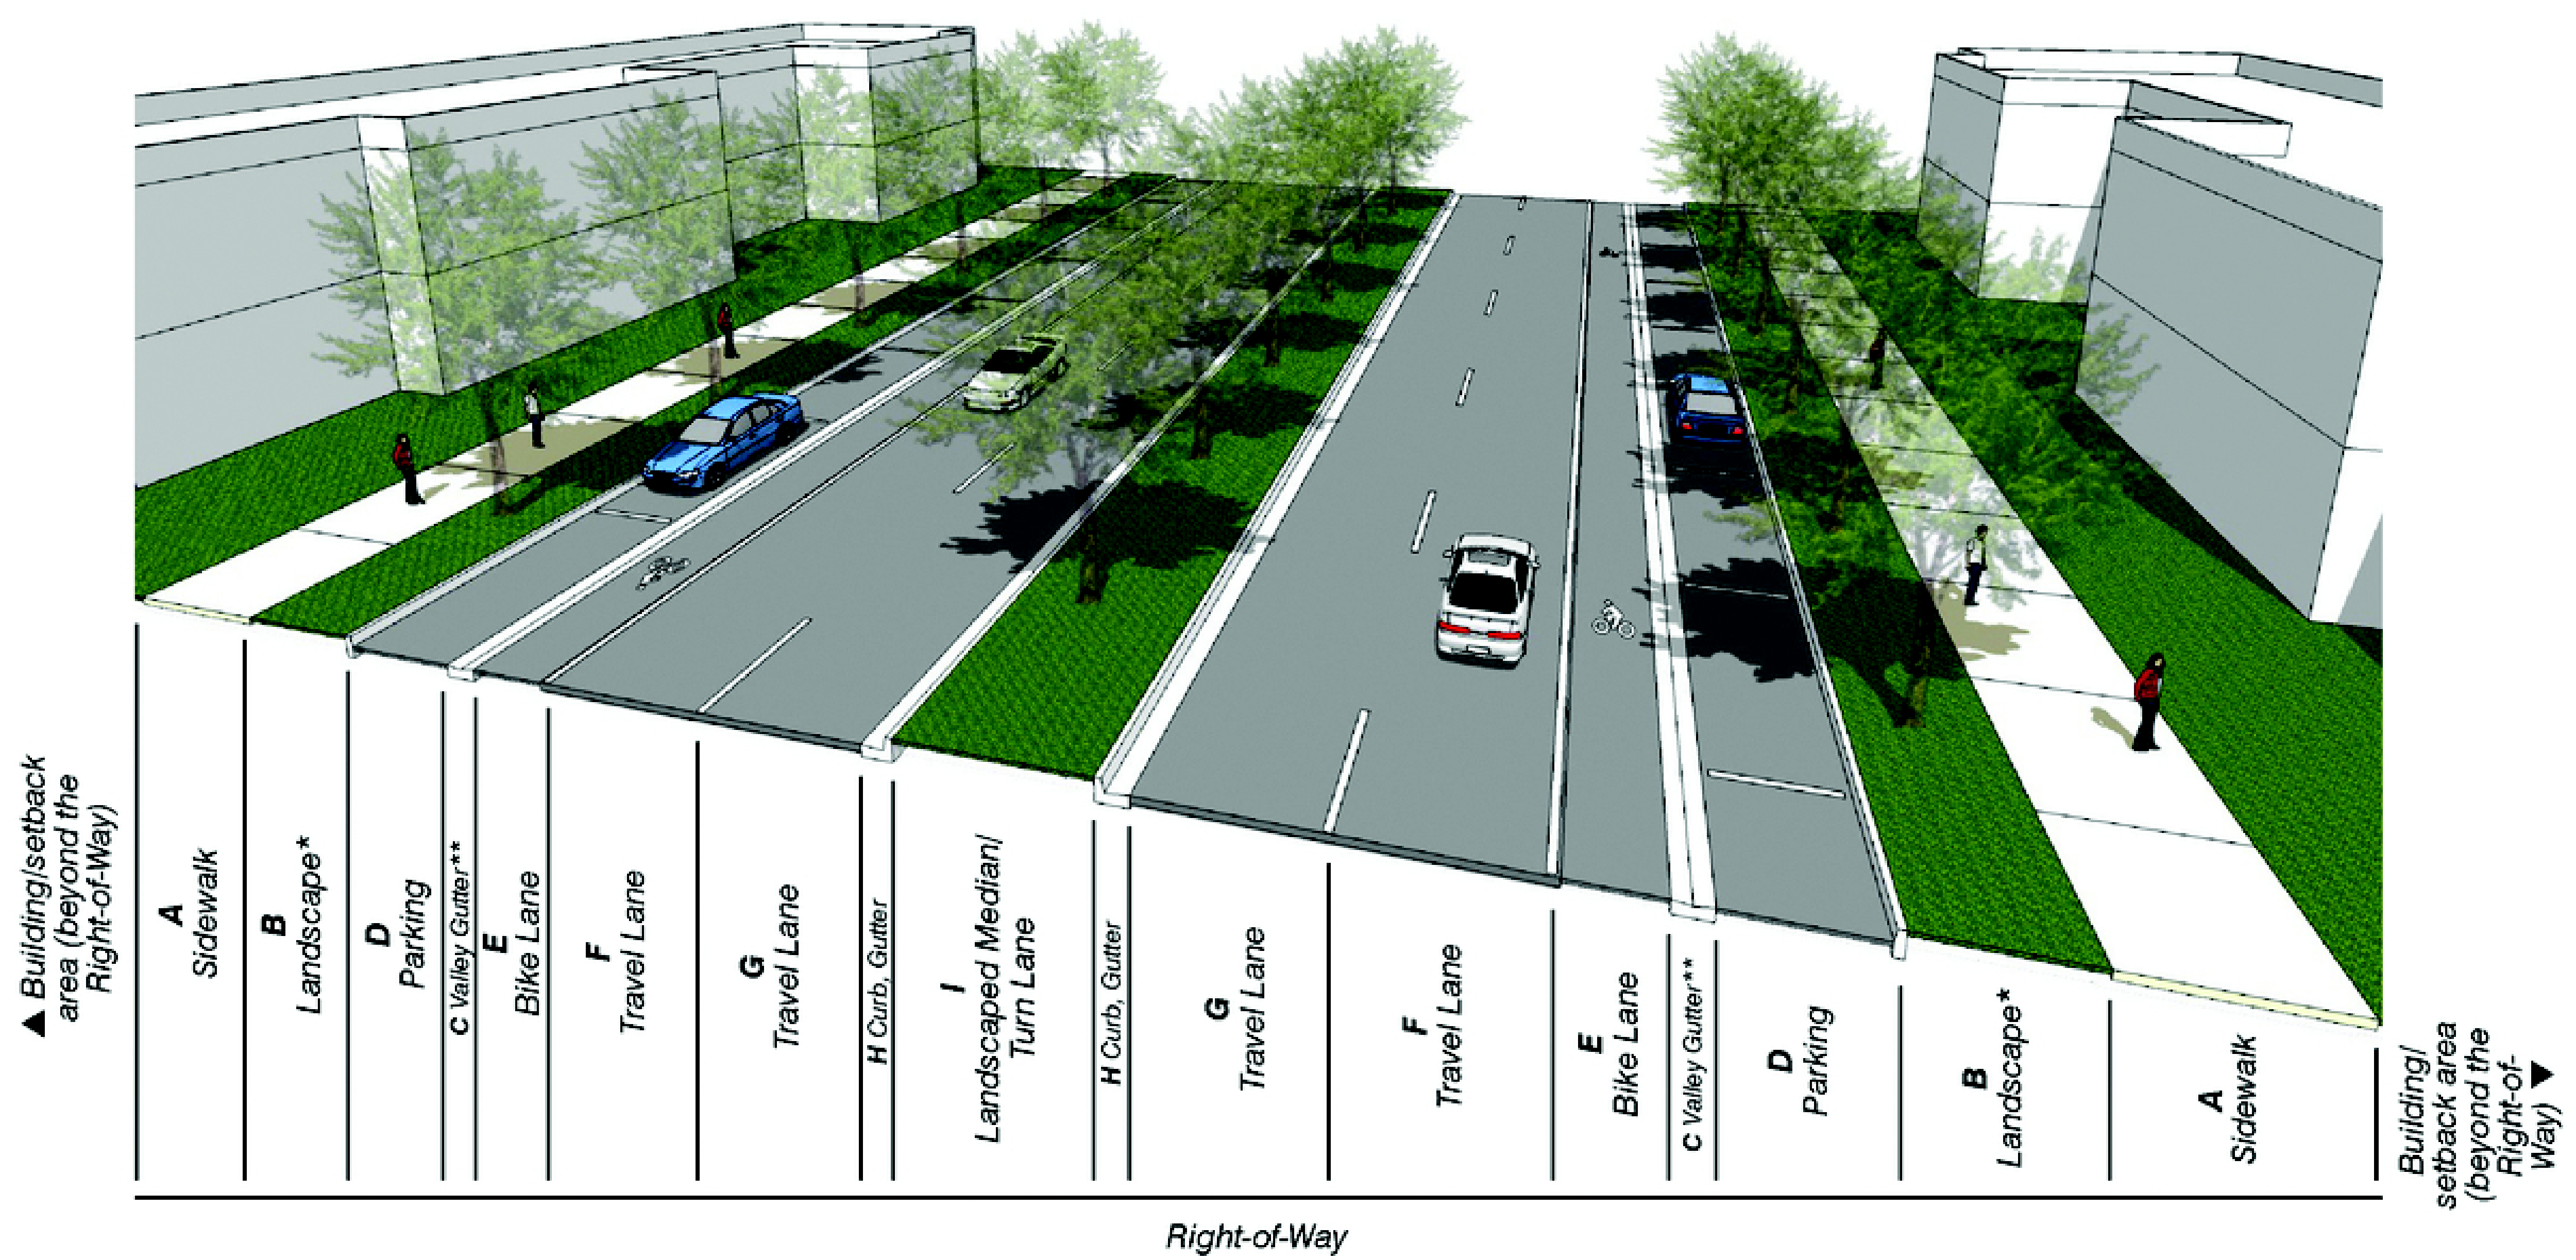 ▲ Building/setback
area (beyond the
Right-of-Way)
A
Sidewalk
B
Landscape*
D
Parking
C Valley Gutter**
E
Bike Lane
F
Travel Lane
G
Travel Lane
H Curb, Gutter
I
Landscaped Median/
Turn Lane
H Curb, Gutter
G
Travel Lane
F
Travel Lane
E
Bike Lane
C Valley Gutter**
D
Parking
B
Landscape*
A
Sidewalk
Building/
setback area
(beyond the
Right-of-
Way) ▼
Right-of-Way